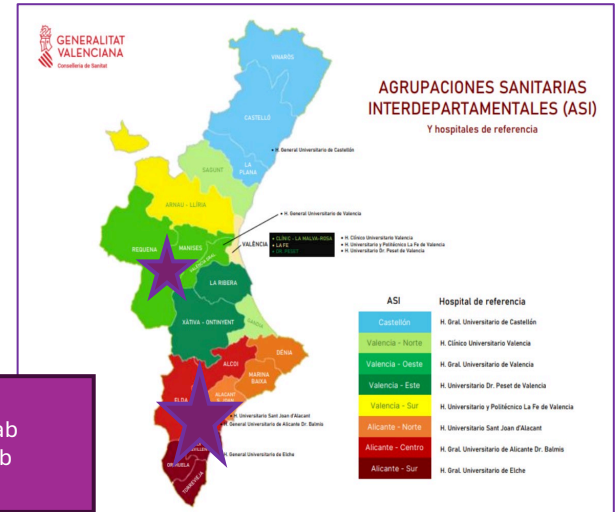 GENERALITAT
VALENCIANA
Conselleria de Sanitat
AGRUPACIONES SANITARIAS
INTERDEPARTAMENTALES (ASI)
Y hospitales de referencia
VINARÒS
CASTELLÓ
LA
PLANA
• H. General Universitario de Castellón
SAGUNT
ARNAU - LLÍRIA
• H. General Universitario de Valencia
REQUENA
MANISES
VALÈNCIA
• CLÍNIC - LA MALVA-ROSA
• LA FE
• DR. PESET
• H. Clínico Universitario Valencia
• H. Universitario y Politécnico La Fe de Valencia
• H. Universitario Dr. Peset de Valencia
LA RIBERA
XÀTIVA - ONTINYENT
GANDIA
DÉNIA
ALCOI
MARINA
BAIXA
ELDA
ALACANT
• H. Universitario Sant Joan d'Alacant
H. General Universitario de Alicante Dr. Balmis
H. General Universitario de Elche
ORIHUELA
TORREVIEJA
ab
b
ASI Hospital de referencia
Castellón H. Gral. Universitario de Castellón
Valencia - Norte H. Clínico Universitario Valencia
Valencia - Oeste H. Gral. Universitario de Valencia
Valencia - Este H. Universitario Dr. Peset de Valencia
Valencia - Sur H. Universitario y Politécnico La Fe de Valencia
Alicante - Norte H. Universitario Sant Joan d'Alacant
Alicante - Centro H. Gral. Universitario de Alicante Dr. Balmis
Alicante - Sur H. Gral. Universitario de Elche